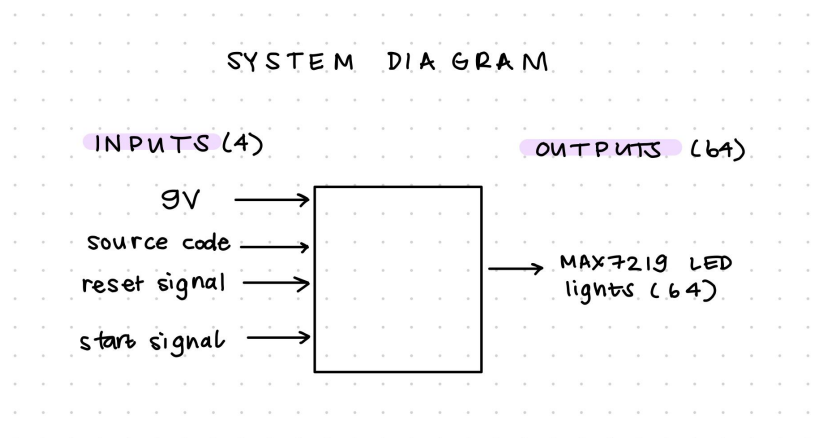 SYSTEM DIAGRAM
INPUTS (4)
OUTPUTS (64)
9V
source code
reset signal
start signal
MAX7219 LED
lights (64)